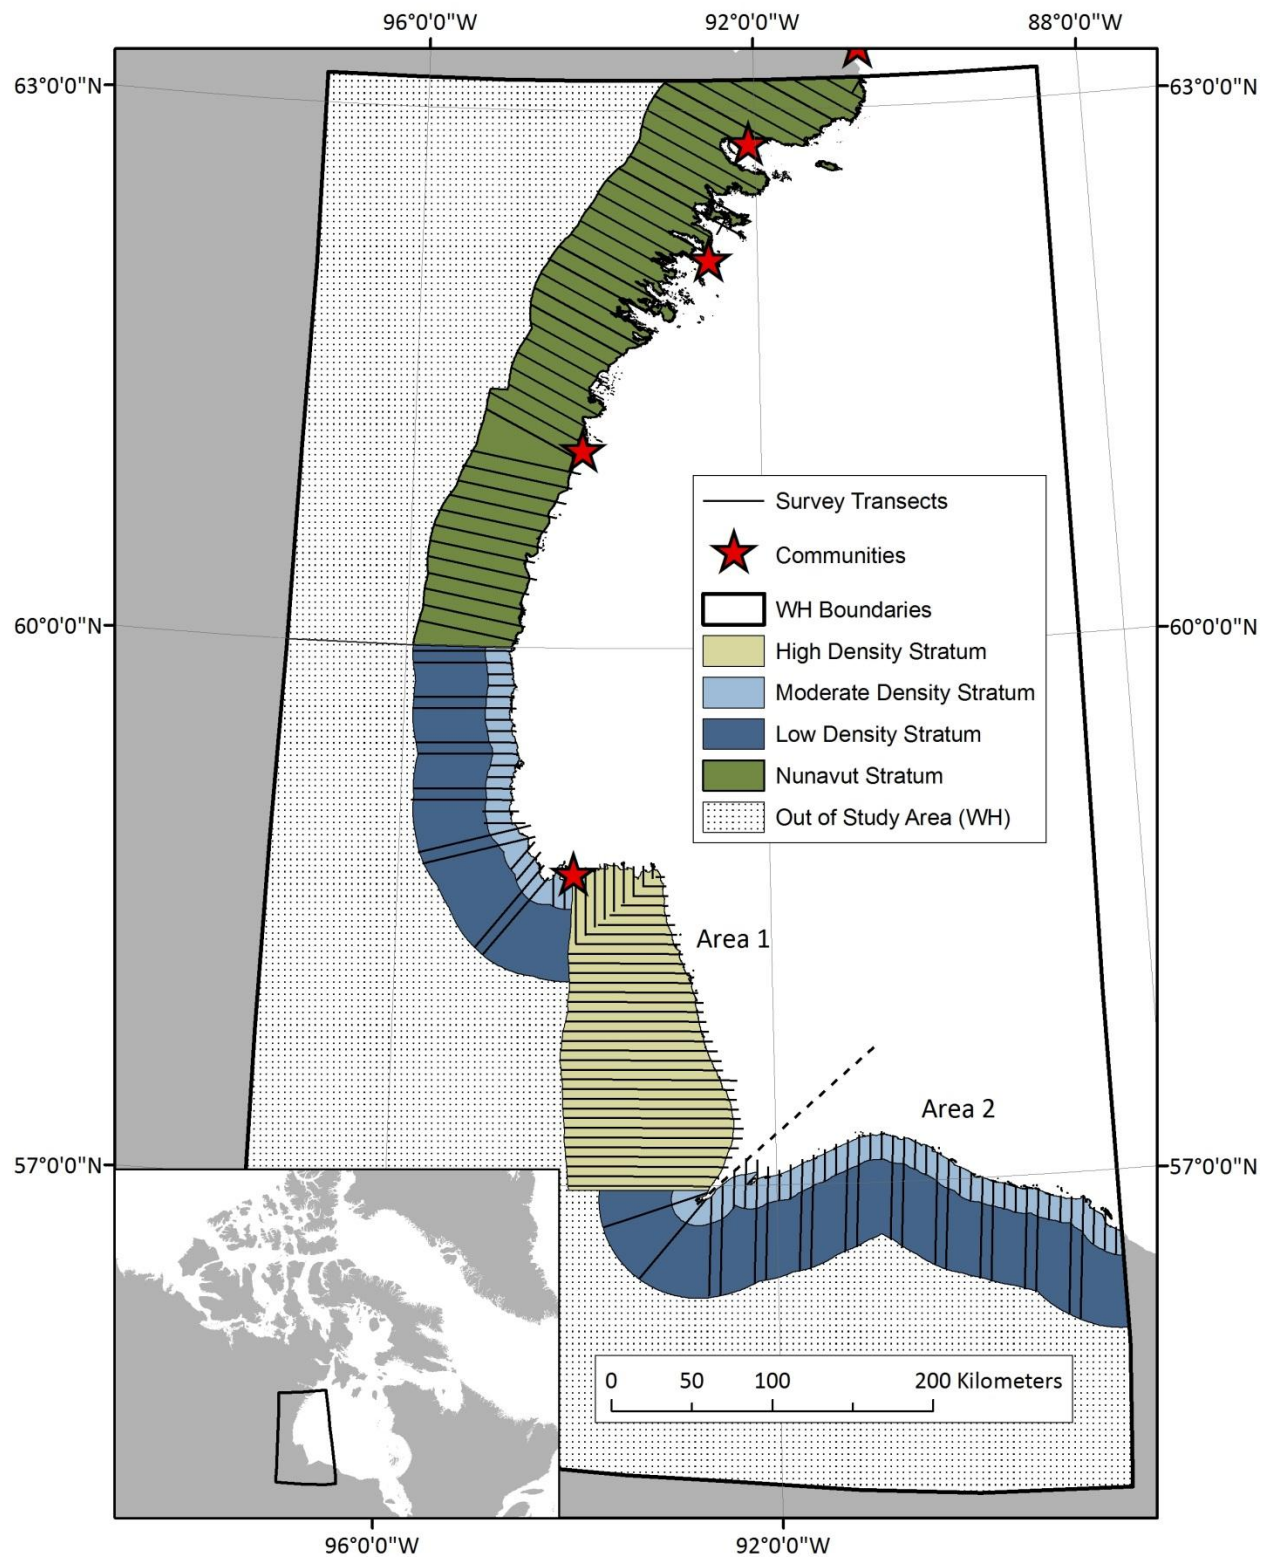 96°0'0"W 92°0'0"W 88°0'0"W
63°0'0"N 63°0'0"N
Survey Transects
Communities
WH Boundaries
60°0'0"N 60°0'0"N
High Density Stratum
Moderate Density Stratum
Low Density Stratum
Nunavut Stratum
Out of Study Area (WH)
Area 1
Area 2
57°0'0"N 57°0'0"N
0 50 100 200 Kilometers
96°0'0"W 92°0'0"W